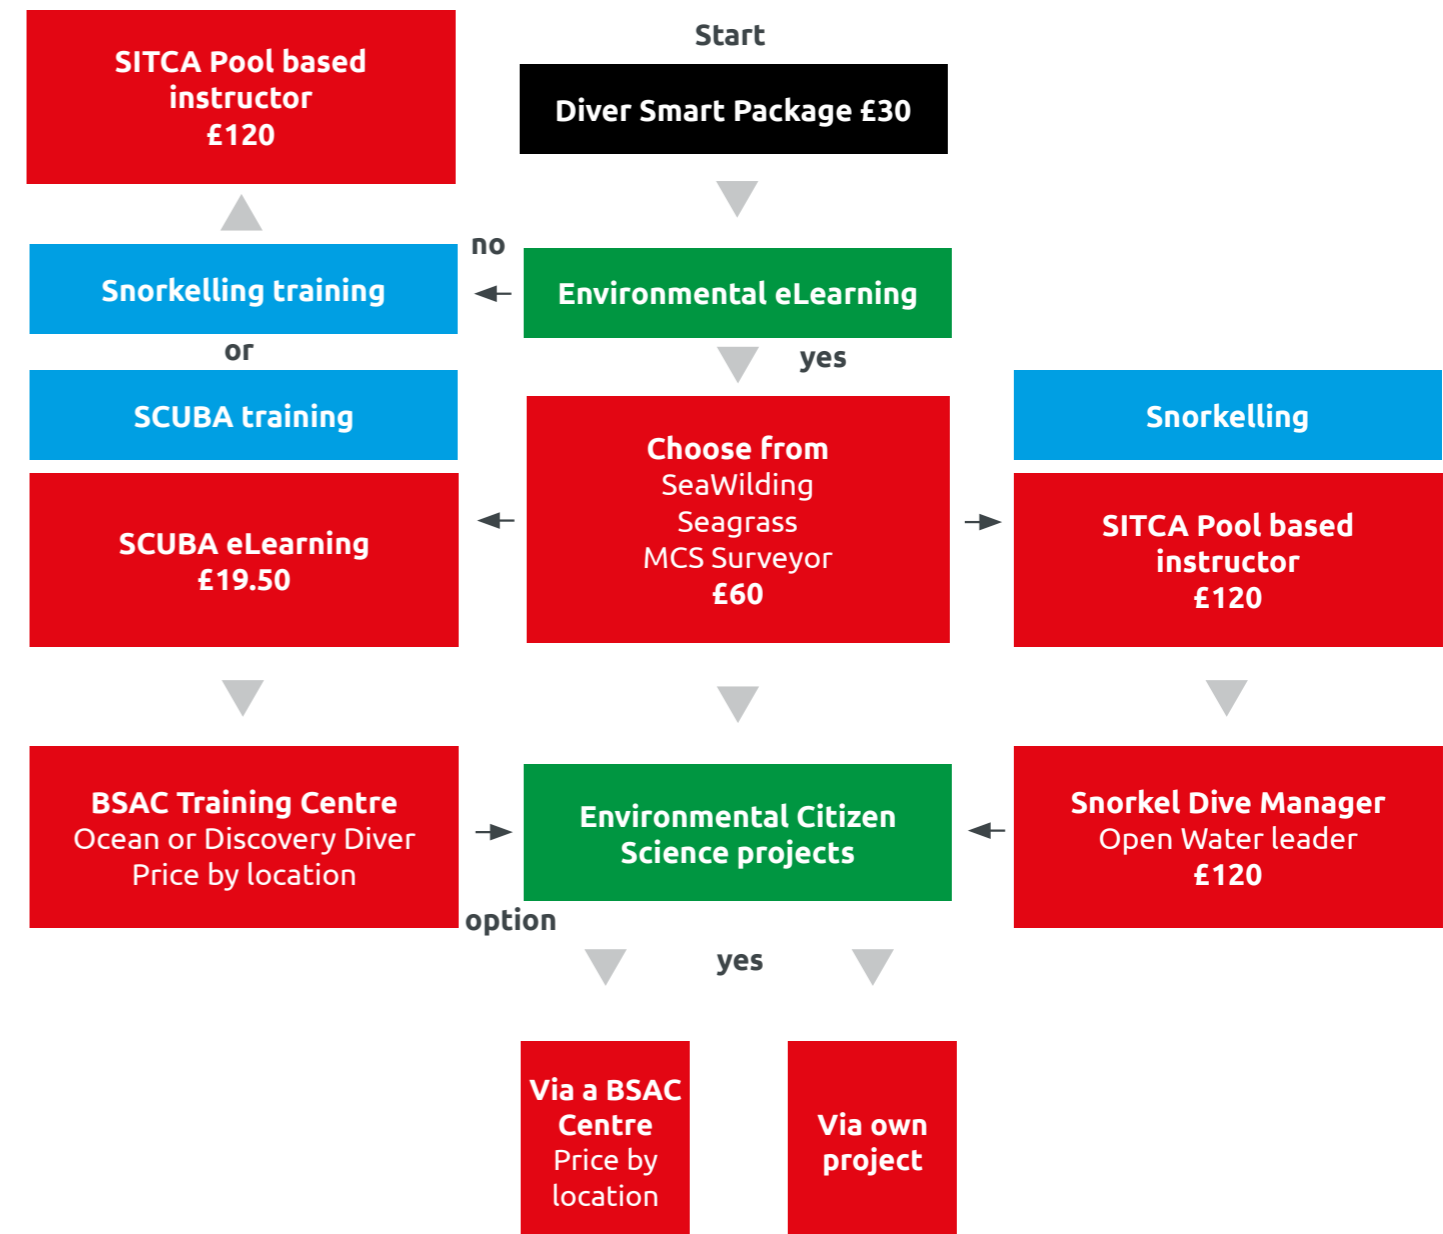 Start
Diver Smart Package £30
SITCA Pool based
instructor
£120
no
Snorkelling training
Environmental eLearning
or
yes
SCUBA training
SCUBA eLearning
£19.50
Choose from
SeaWilding
Seagrass
MCS Surveyor
£60
Snorkelling
SITCA Pool based
instructor
£120
BSAC Training Centre
Ocean or Discovery Diver
Price by location
Environmental Citizen
Science projects
Snorkel Dive Manager
Open Water leader
£120
option
yes
Via a BSAC
Centre
Price by
location
Via own
project